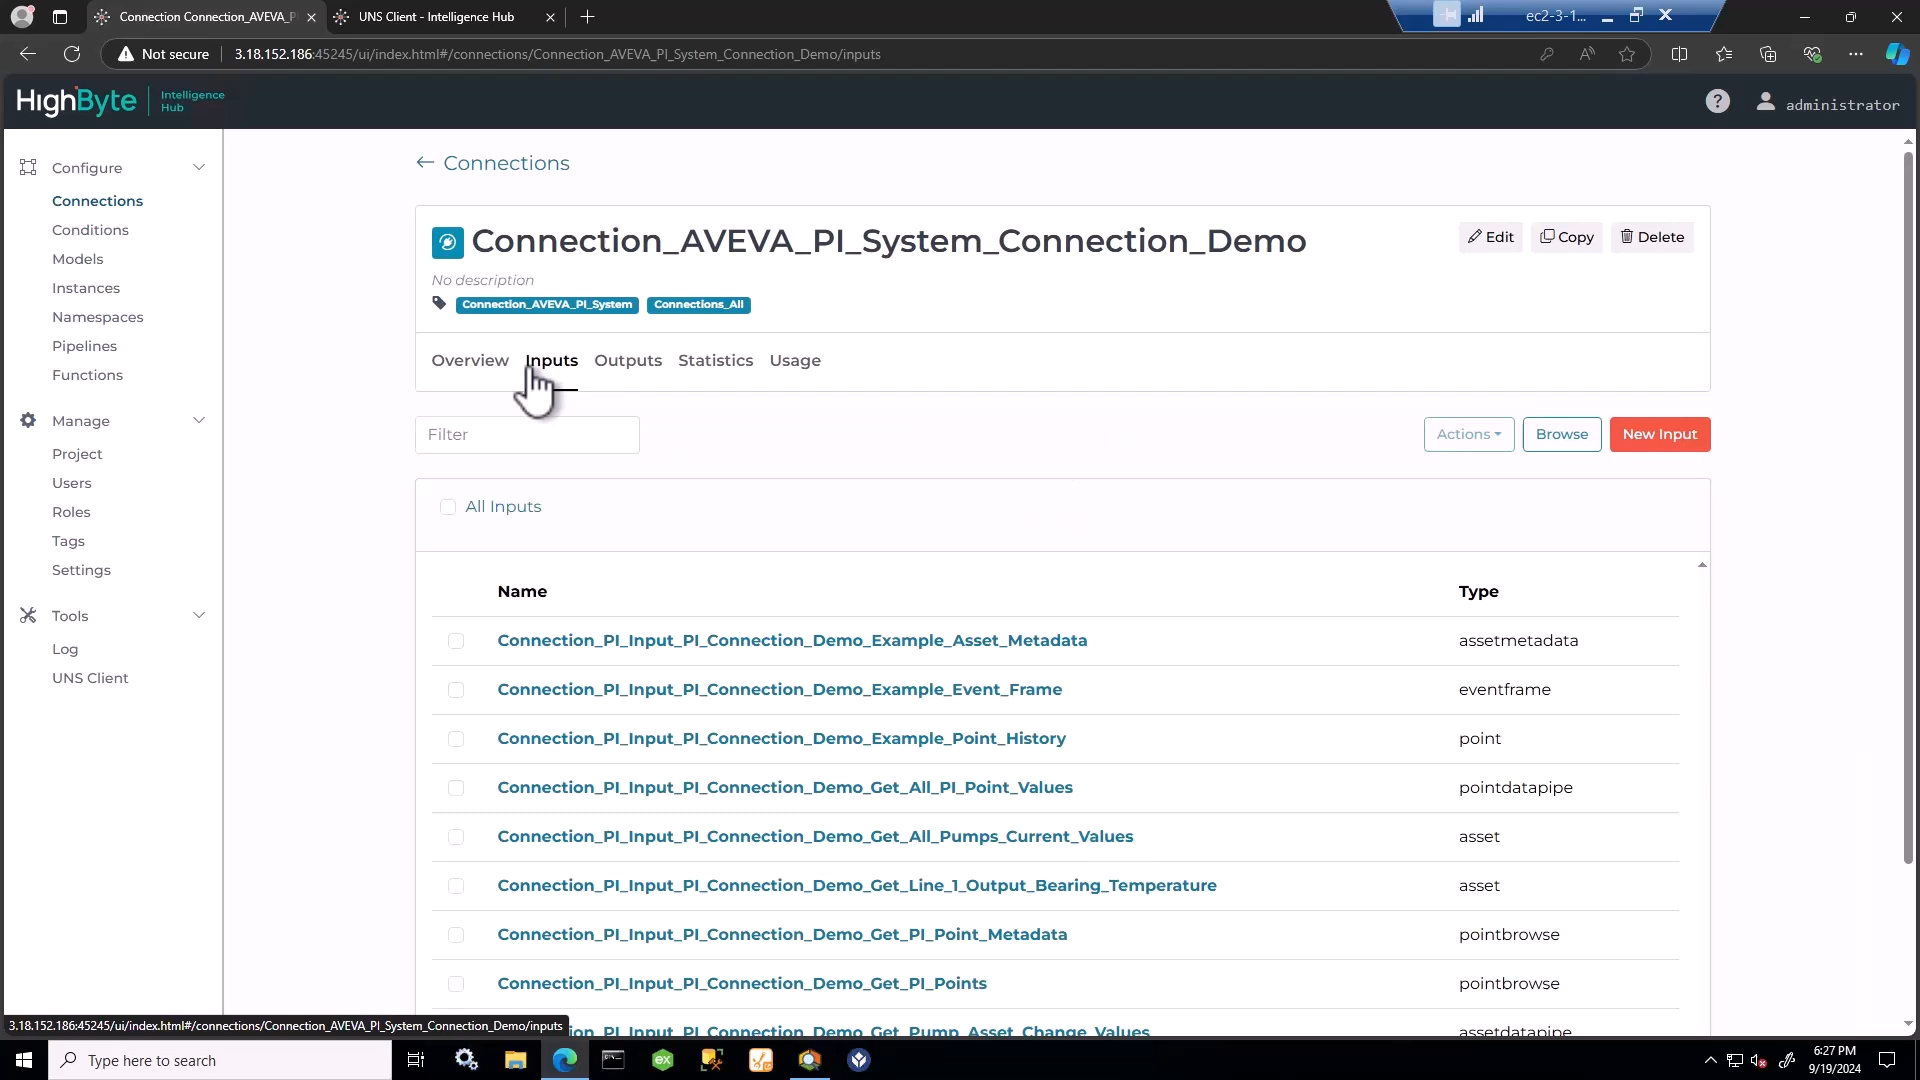 Connection Connection_AVEVA_P
UNS Client - Intelligence Hub
ec2-3-1...
Not secure
3.18.152.186:45245/ui/index.html#/connections/Connection_AVEVA_PI_System_Connection_Demo/inputs
HighByte
Intelligence
Hub
administrator
Configure
Connections
Conditions
Models
Instances
Namespaces
Pipelines
Functions
Manage
Project
Users
Roles
Tags
Settings
Tools
Log
UNS Client
← Connections
Connection_AVEVA_PI_System_Connection_Demo
Edit
Copy
Delete
No description
Connection_AVEVA_PI_System
Connections_All
Overview
Inputs
Outputs
Statistics
Usage
Filter
Actions
Browse
New Input
All Inputs
Name
Type
Connection_PI_Input_PI_Connection_Demo_Example_Asset_Metadata
assetmetadata
Connection_PI_Input_PI_Connection_Demo_Example_Event_Frame
eventframe
Connection_PI_Input_PI_Connection_Demo_Example_Point_History
point
Connection_PI_Input_PI_Connection_Demo_Get_All_PI_Point_Values
pointdatapipe
Connection_PI_Input_PI_Connection_Demo_Get_All_Pumps_Current_Values
asset
Connection_PI_Input_PI_Connection_Demo_Get_Line_1_Output_Bearing_Temperature
asset
Connection_PI_Input_PI_Connection_Demo_Get_PI_Point_Metadata
pointbrowse
Connection_PI_Input_PI_Connection_Demo_Get_PI_Points
pointbrowse
ion_PI_Input_PI_Connection_Demo_Get_Pump_Asset_Change_Values
assetdatapipe
3.18.152.186:45245/ui/index.html#/connections/Connection_AVEVA_PI_System_Connection_Demo/inputs
Type here to search
ex
6:27 PM
9/19/2024